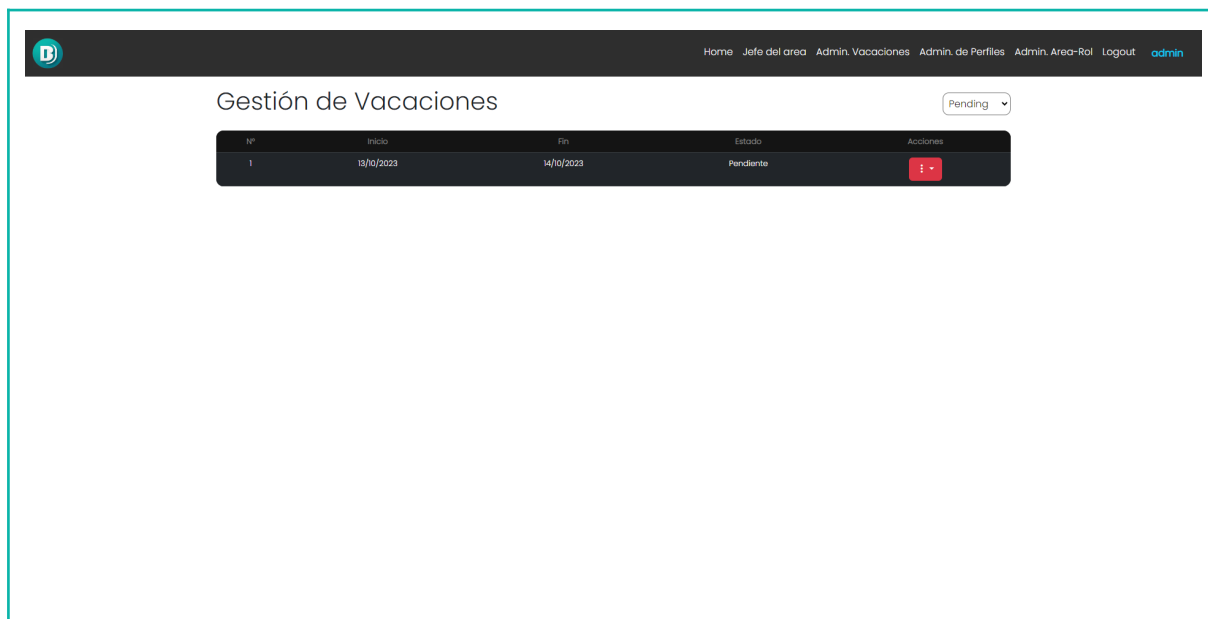 B
Home Jefe del area Admin. Vacaciones Admin. de Perfiles Admin. Area-Rol Logout admin
Gestión de Vacaciones
Pending
Nº Inicio Fin Estado Acciones
1 13/10/2023 14/10/2023 Pendiente